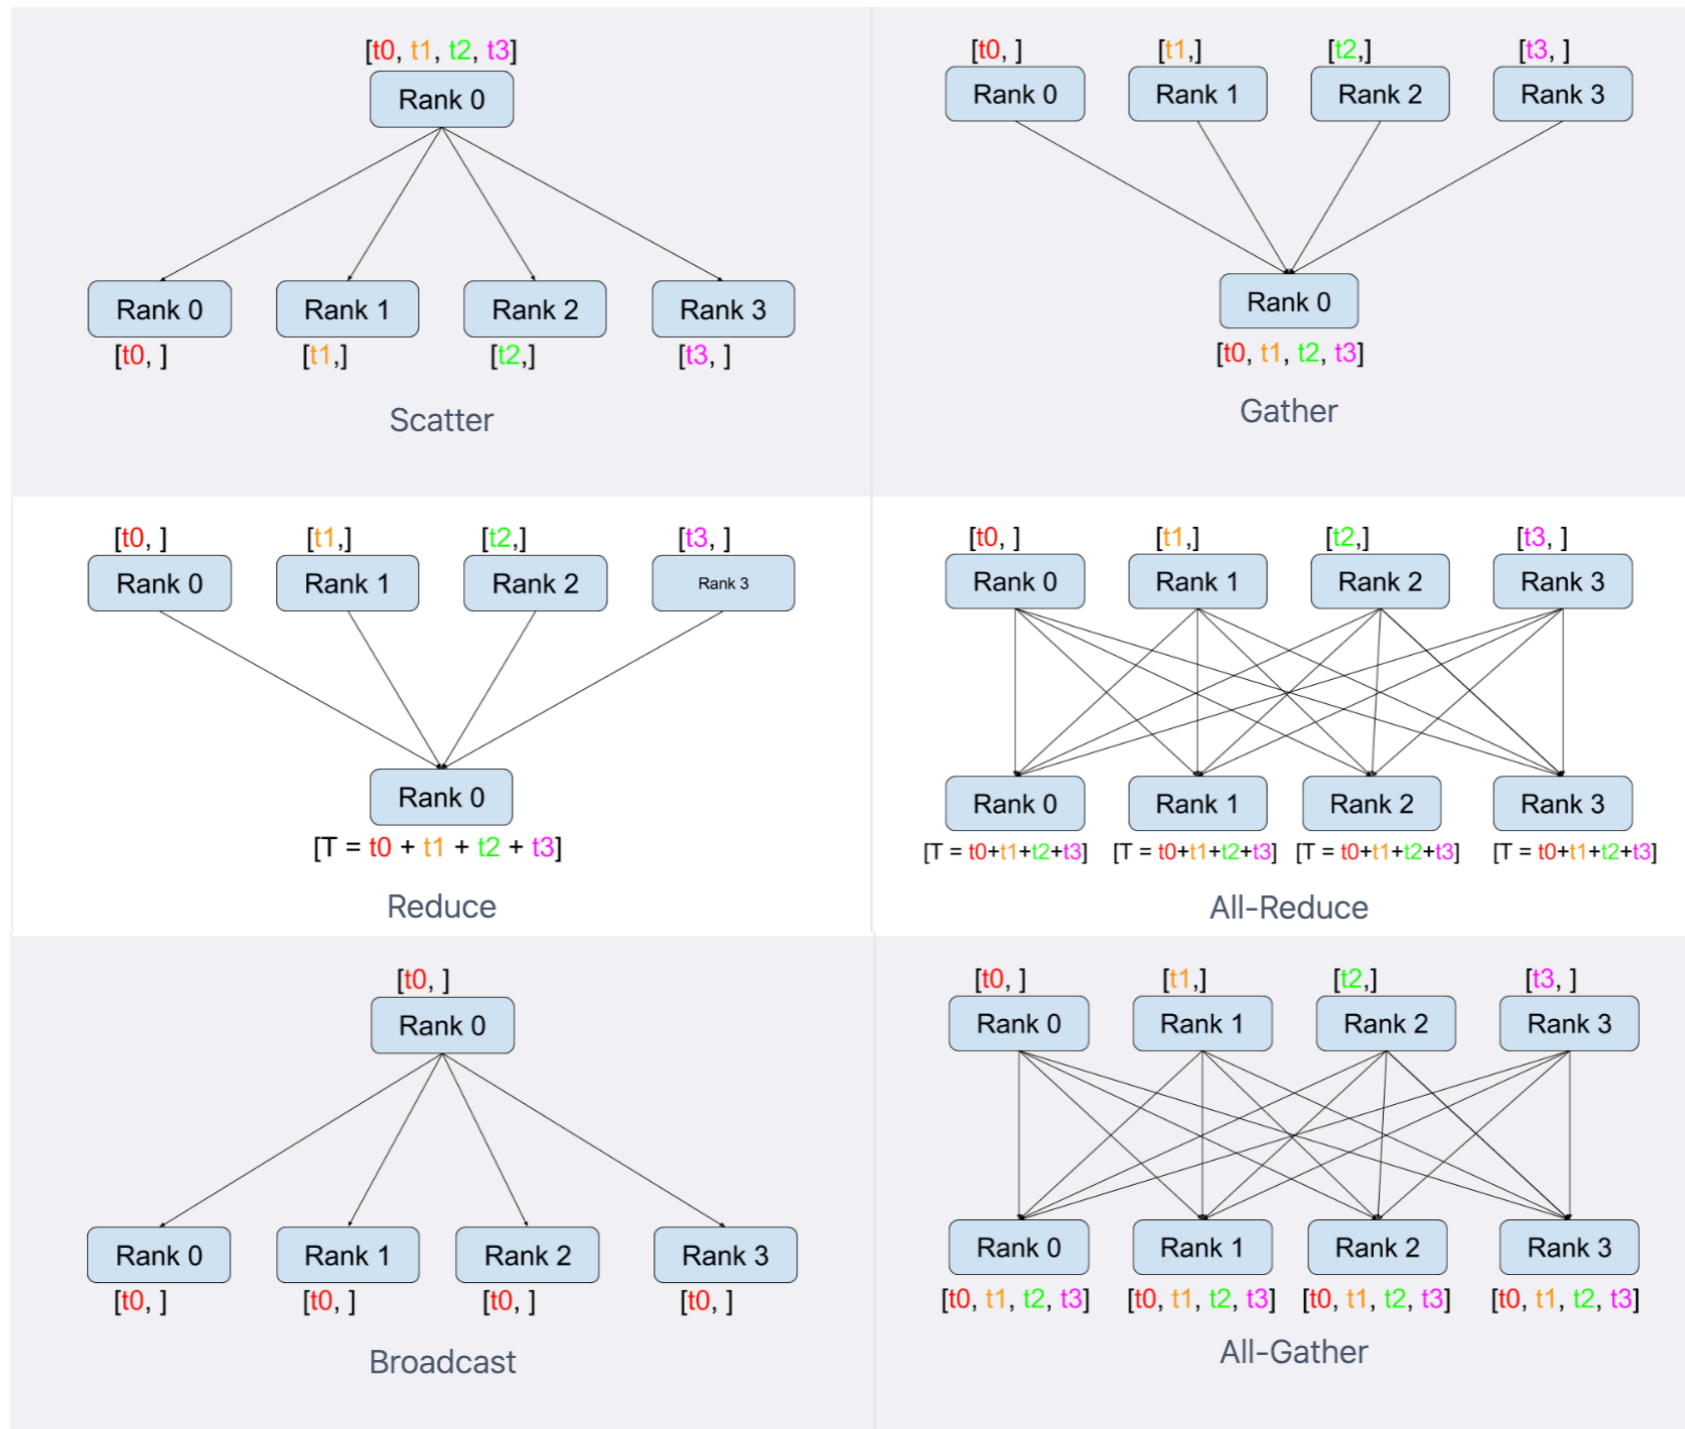 [t0, t1, t2, t3]
Rank 0
Rank 0 Rank 1 Rank 2 Rank 3
[t0, ] [t1,] [t2,] [t3, ]
Scatter
[t0, ] [t1,] [t2,] [t3, ]
Rank 0 Rank 1 Rank 2 Rank 3
Rank 0
[t0, t1, t2, t3]
Gather
[t0, ] [t1,] [t2,] [t3, ]
Rank 0 Rank 1 Rank 2 Rank 3
Rank 0
[T = t0 + t1 + t2 + t3]
Reduce
[t0, ] [t1,] [t2,] [t3, ]
Rank 0 Rank 1 Rank 2 Rank 3
Rank 0 Rank 1 Rank 2 Rank 3
[T = t0+t1+t2+t3] [T = t0+t1+t2+t3] [T = t0+t1+t2+t3] [T = t0+t1+t2+t3]
All-Reduce
[t0, ]
Rank 0
Rank 0 Rank 1 Rank 2 Rank 3
[t0, ] [t0, ] [t0, ] [t0, ]
Broadcast
[t0, ] [t1,] [t2,] [t3, ]
Rank 0 Rank 1 Rank 2 Rank 3
Rank 0 Rank 1 Rank 2 Rank 3
[t0, t1, t2, t3] [t0, t1, t2, t3] [t0, t1, t2, t3] [t0, t1, t2, t3]
All-Gather